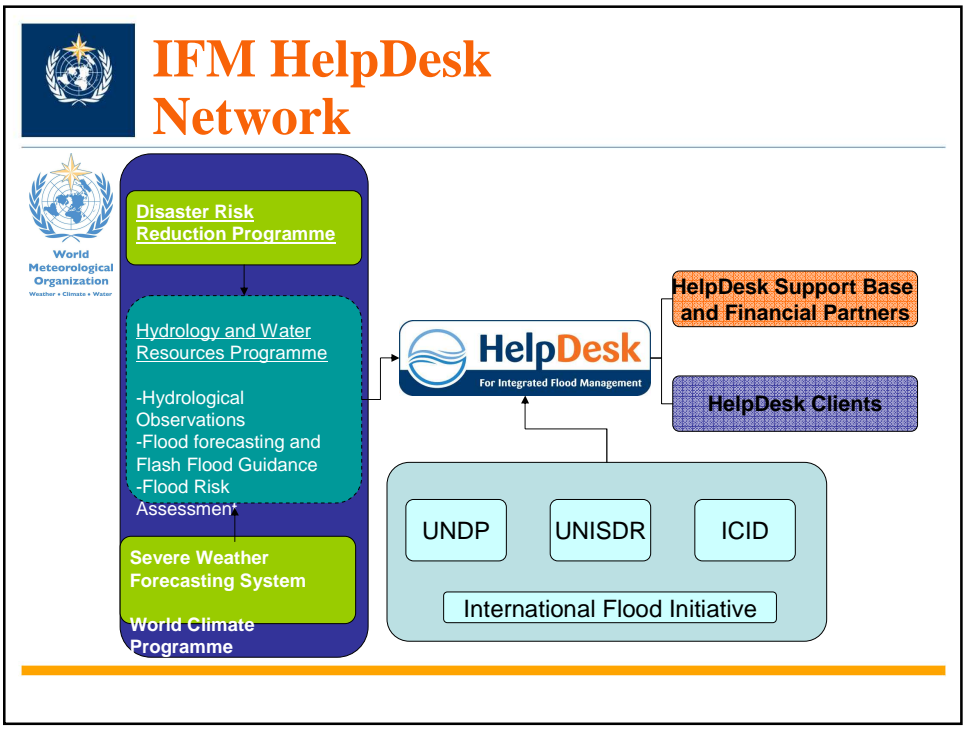 IFM HelpDesk
Network
World
Meteorological
Organization
Weather • Climate • Water
Disaster Risk
Reduction Programme
Hydrology and Water
Resources Programme
-Hydrological
Observations
-Flood forecasting and
Flash Flood Guidance
-Flood Risk
Assessment
Severe Weather
Forecasting System
World Climate
Programme
HelpDesk
For Integrated Flood Management
HelpDesk Support Base
and Financial Partners
HelpDesk Clients
UNDP
UNISDR
ICID
International Flood Initiative